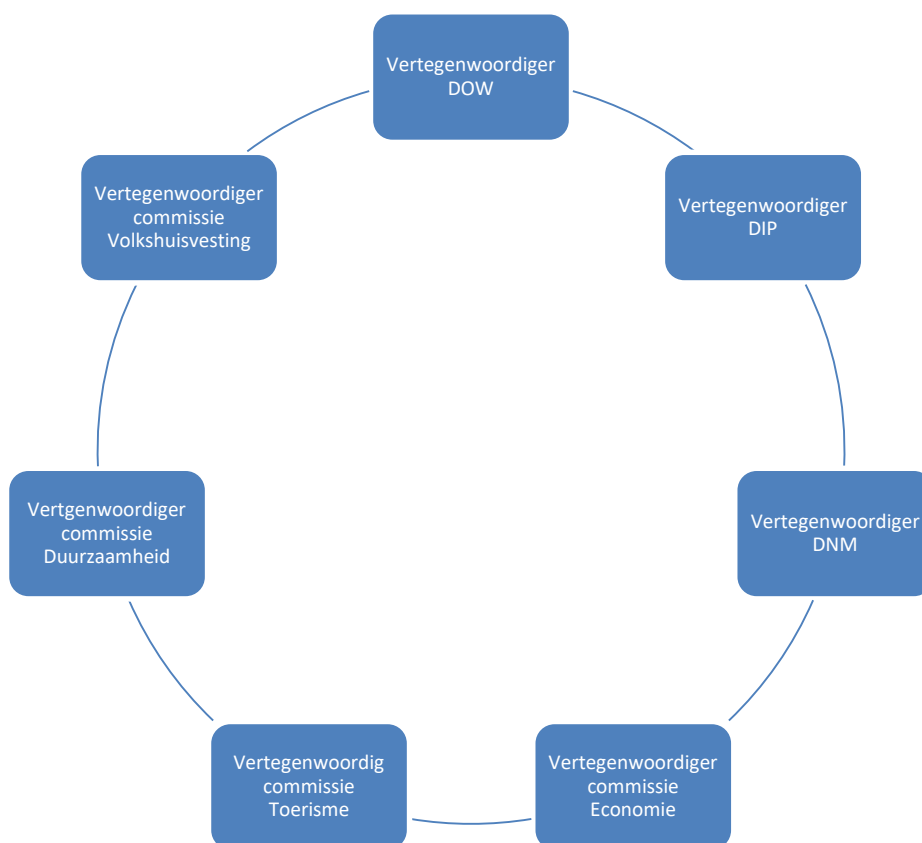 Vertegenwoordiger
DOW
Vertegenwoordiger
DIP
Vertegenwoordiger
DNM
Vertegenwoordiger
commissie
Economie
Vertegenwoordig
commissie
Toerisme
Vertgenwoordiger
commissie
Duurzaamheid
Vertegenwoordiger
commissie
Volkshuisvesting